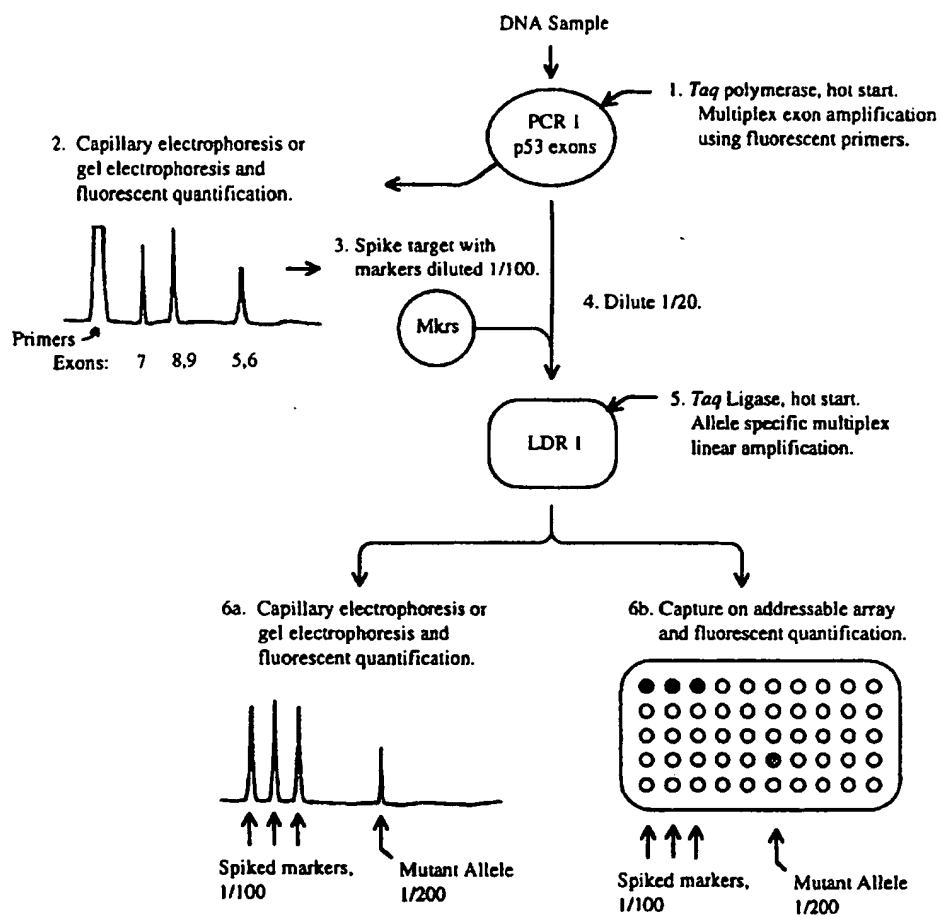 DNA Sample
PCR 1
p53 exons
1. Taq polymerase, hot start.
Multiplex exon amplification
using fluorescent primers.
2. Capillary electrophoresis or
gel electrophoresis and
fluorescent quantification.
Primers
Exons: 7 8,9 5,6
3. Spike target with
markers diluted 1/100.
Mkrs
4. Dilute 1/20.
LDR 1
5. Taq Ligase, hot start.
Allele specific multiplex
linear amplification.
6a. Capillary electrophoresis or
gel electrophoresis and
fluorescent quantification.
Spiked markers,
1/100
Mutant Allele
1/200
6b. Capture on addressable array
and fluorescent quantification.
Spiked markers,
1/100
Mutant Allele
1/200